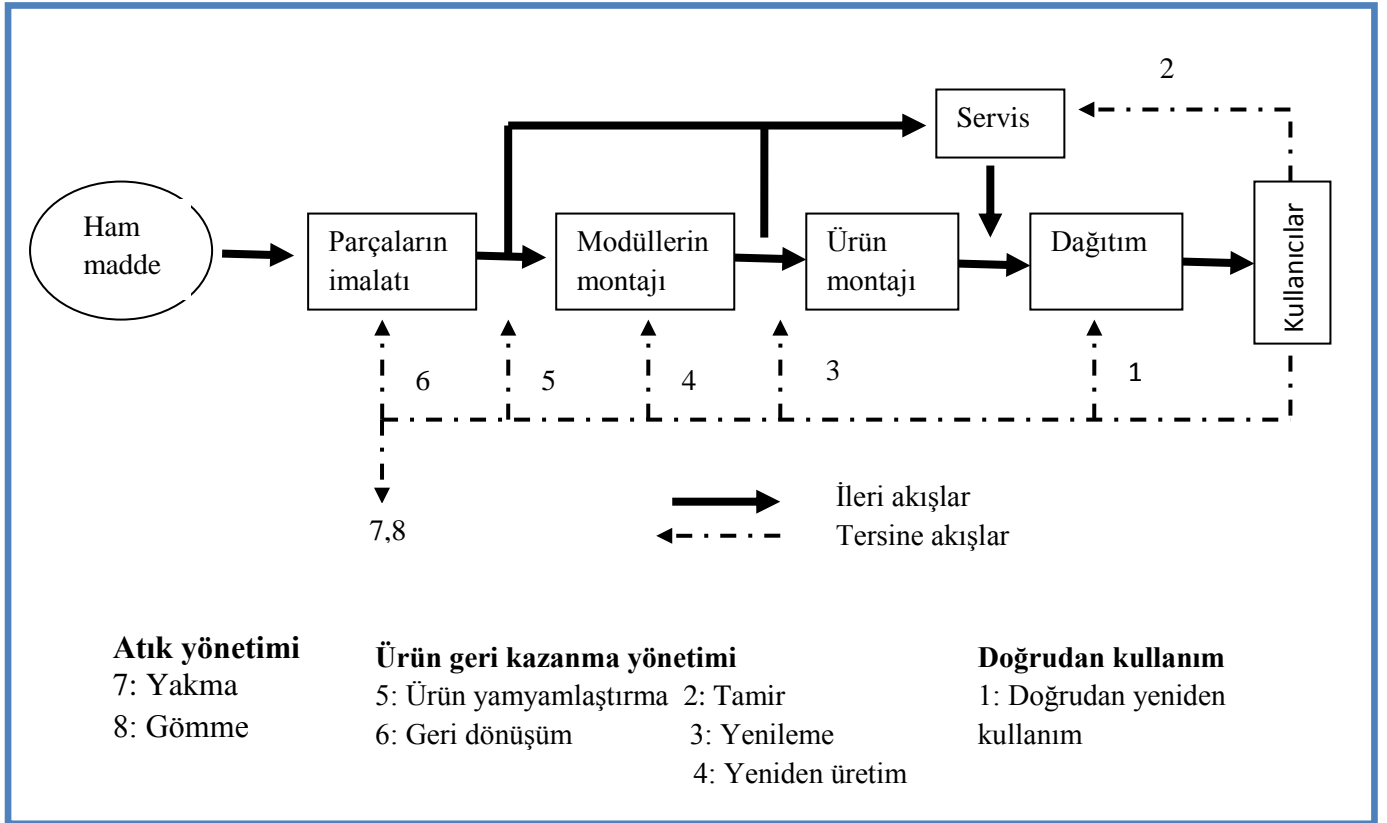 2
Servis
Ham
madde
Parçaların
imalatı
Modüllerin
montajı
Ürün
montajı
Dağıtım
Kullanıcılar
6
5
4
3
1
7,8
İleri akışlar
Tersine akışlar
Atık yönetimi
7: Yakma
8: Gömme
Ürün geri kazanma yönetimi
5: Ürün yamyamlaştırma 2: Tamir
6: Geri dönüşüm 3: Yenileme
4: Yeniden üretim
Doğrudan kullanım
1: Doğrudan yeniden
kullanım